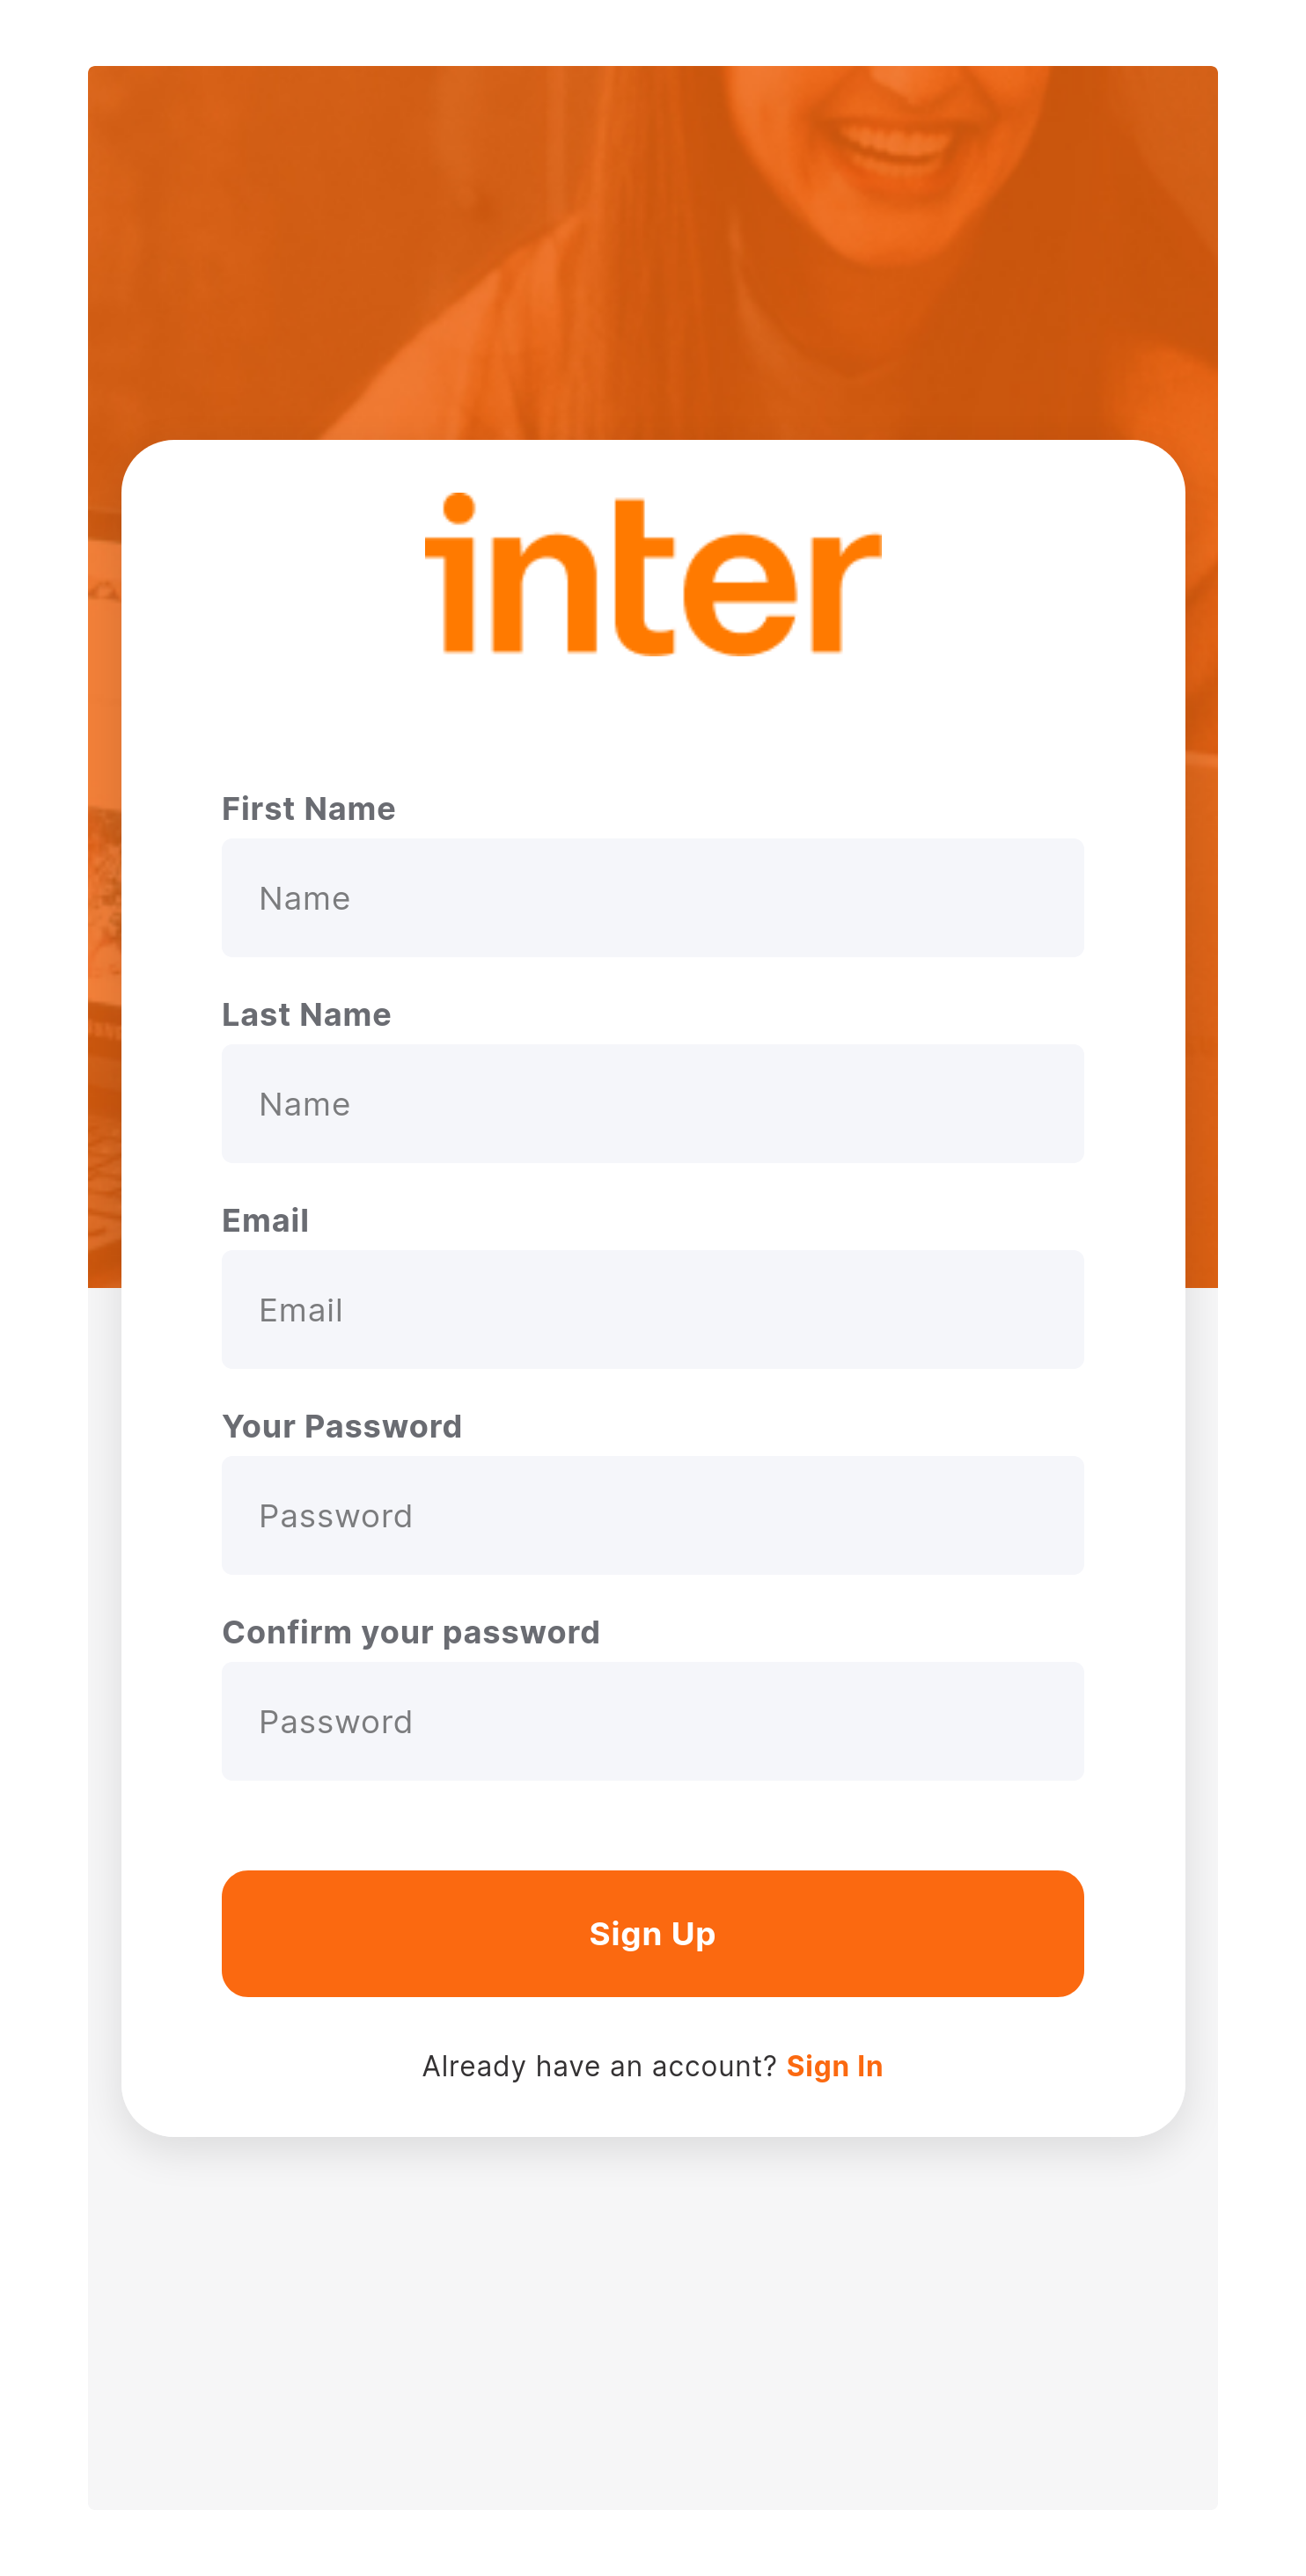 inter
First Name
Name
Last Name
Name
Email
Email
Your Password
Password
Confirm your password
Password
Sign Up
Already have an account? Sign In